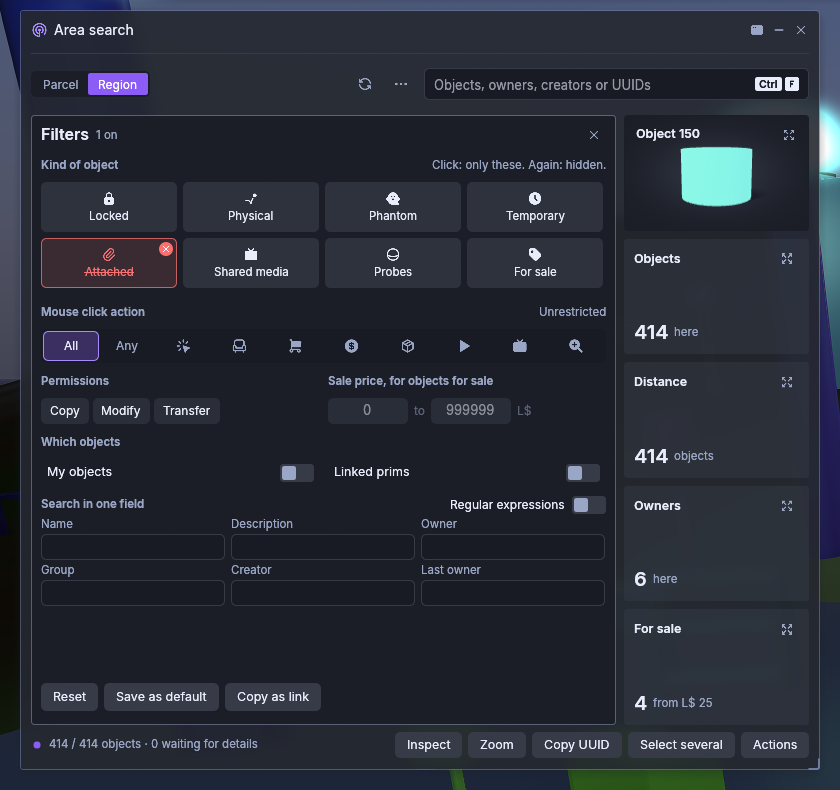 Area search
Parcel Region
Objects, owners, creators or UUIDs Ctrl F
Filters 1 on
Kind of object Click: only these. Again: hidden.
Locked Physical Phantom Temporary
Attached Shared media Probes For sale
Mouse click action Unrestricted
All Any
Permissions Sale price, for objects for sale
Copy Modify Transfer 0 to 999999 L$
Which objects
My objects Linked prims
Search in one field Regular expressions
Name Description Owner
Group Creator Last owner
Reset Save as default Copy as link
Object 150
Objects
414 here
Distance
414 objects
Owners
6 here
For sale
4 from L$ 25
414 / 414 objects · 0 waiting for details
Inspect Zoom Copy UUID Select several Actions